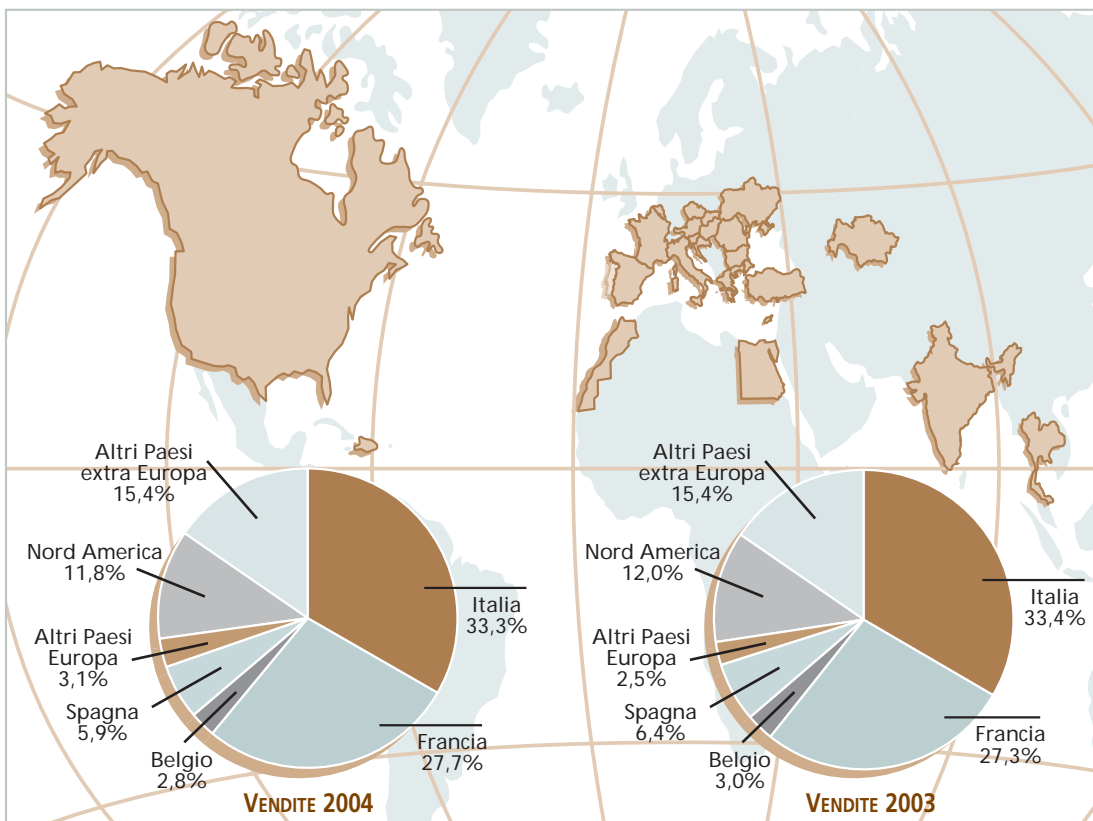 Altri Paesi
extra Europa
15,4%
Nord America
11,8%
Altri Paesi
Europa
3,1%
Spagna
5,9%
Belgio
2,8%
Italia
33,3%
Francia
27,7%
VENDITE 2004
Altri Paesi
extra Europa
15,4%
Nord America
12,0%
Altri Paesi
Europa
2,5%
Spagna
6,4%
Belgio
3,0%
Italia
33,4%
Francia
27,3%
VENDITE 2003